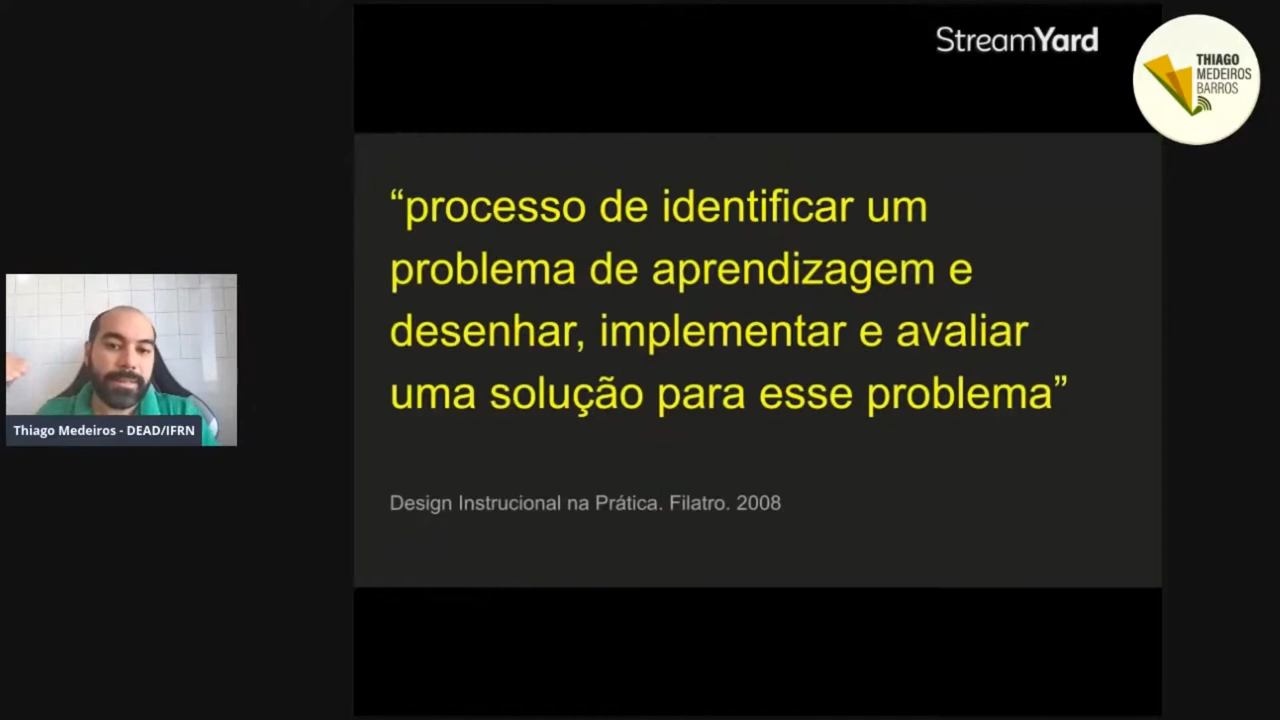 StreamYard
THIAGO
MEDEIROS
BARROS
“processo de identificar um
problema de aprendizagem e
desenhar, implementar e avaliar
uma solução para esse problema”
Thiago Medeiros - DEAD/IFRN
Design Instrucional na Prática. Filatro. 2008